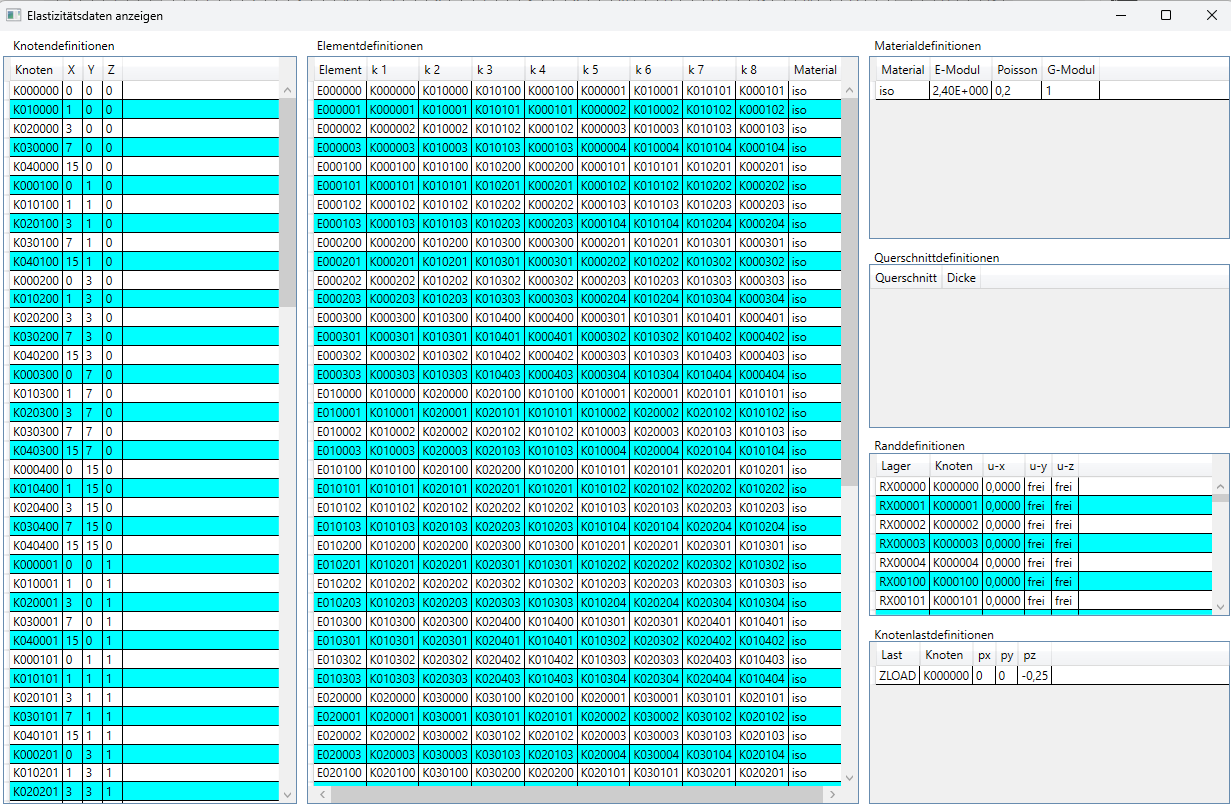 Elastizitätsdaten anzeigen
Knotendefinitionen
Knoten X Y Z
K000000 0 0 0
K010000 1 0 0
K020000 3 0 0
K030000 7 0 0
K040000 15 0 0
K000100 0 1 0
K010100 1 1 0
K020100 3 1 0
K030100 7 1 0
K040100 15 1 0
K000200 0 3 0
K010200 1 3 0
K020200 3 3 0
K030200 7 3 0
K040200 15 3 0
K000300 0 7 0
K010300 1 7 0
K020300 3 7 0
K030300 7 7 0
K040300 15 7 0
K000400 0 15 0
K010400 1 15 0
K020400 3 15 0
K030400 7 15 0
K040400 15 15 0
K000001 0 0 1
K010001 1 0 1
K020001 3 0 1
K030001 7 0 1
K040001 15 0 1
K000101 0 1 1
K010101 1 1 1
K020101 3 1 1
K030101 7 1 1
K040101 15 1 1
K000201 0 3 1
K010201 1 3 1
K020201 3 3 1
Elementdefinitionen
Element k 1 k 2 k 3 k 4 k 5 k 6 k 7 k 8 Material
E000000 K000000 K010000 K010100 K000100 K000001 K010001 K010101 K000101 iso
E000001 K000001 K010001 K010101 K000101 K000002 K010002 K010102 K000102 iso
E000002 K000002 K010002 K010102 K000102 K000003 K010003 K010103 K000103 iso
E000003 K000003 K010003 K010103 K000103 K000004 K010004 K010104 K000104 iso
E000100 K000100 K010100 K010200 K000200 K000101 K010101 K010201 K000201 iso
E000101 K000101 K010101 K010201 K000201 K000102 K010102 K010202 K000202 iso
E000102 K000102 K010102 K010202 K000202 K000103 K010103 K010203 K000203 iso
E000103 K000103 K010103 K010203 K000203 K000104 K010104 K010204 K000204 iso
E000200 K000200 K010200 K010300 K000300 K000201 K010201 K010301 K000301 iso
E000201 K000201 K010201 K010301 K000301 K000202 K010202 K010302 K000302 iso
E000202 K000202 K010202 K010302 K000302 K000203 K010203 K010303 K000303 iso
E000203 K000203 K010203 K010303 K000303 K000204 K010204 K010304 K000304 iso
E000300 K000300 K010300 K010400 K000400 K000301 K010301 K010401 K000401 iso
E000301 K000301 K010301 K010401 K000401 K000302 K010302 K010402 K000402 iso
E000302 K000302 K010302 K010402 K000402 K000303 K010303 K010403 K000403 iso
E000303 K000303 K010303 K010403 K000403 K000304 K010304 K010404 K000404 iso
E010000 K010000 K020000 K020100 K010100 K010001 K020001 K020101 K010101 iso
E010001 K010001 K020001 K020101 K010101 K010002 K020002 K020102 K010102 iso
E010002 K010002 K020002 K020102 K010102 K010003 K020003 K020103 K010103 iso
E010003 K010003 K020003 K020103 K010103 K010004 K020004 K020104 K010104 iso
E010100 K010100 K020100 K020200 K010200 K010101 K020101 K020201 K010201 iso
E010101 K010101 K020101 K020201 K010201 K010102 K020102 K020202 K010202 iso
E010102 K010102 K020102 K020202 K010202 K010103 K020103 K020203 K010203 iso
E010103 K010103 K020103 K020203 K010203 K010104 K020104 K020204 K010204 iso
E010200 K010200 K020200 K020300 K010300 K010201 K020201 K020301 K010301 iso
E010201 K010201 K020201 K020301 K010301 K010202 K020202 K020302 K010302 iso
E010202 K010202 K020202 K020302 K010302 K010203 K020203 K020303 K010303 iso
E010203 K010203 K020203 K020303 K010303 K010204 K020204 K020304 K010304 iso
E010300 K010300 K020300 K020400 K010400 K010301 K020301 K020401 K010401 iso
E010301 K010301 K020301 K020401 K010401 K010302 K020302 K020402 K010402 iso
E010302 K010302 K020302 K020402 K010402 K010303 K020303 K020403 K010403 iso
E010303 K010303 K020303 K020403 K010403 K010304 K020304 K020404 K010404 iso
E020000 K020000 K030000 K030100 K020100 K020001 K030001 K030101 K020101 iso
E020001 K020001 K030001 K030101 K020101 K020002 K030002 K030102 K020102 iso
E020002 K020002 K030002 K030102 K020102 K020003 K030003 K030103 K020103 iso
E020003 K020003 K030003 K030103 K020103 K020004 K030004 K030104 K020104 iso
E020100 K020100 K030100 K030200 K020200 K020101 K030101 K030201 K020201 iso
Materialdefinitionen
Material E-Modul Poisson G-Modul
iso 2,40E+000 0,2 1
Querschnittdefinitionen
Querschnitt Dicke
Randdefinitionen
Lager Knoten u-x u-y u-z
RX00000 K000000 0,0000 frei frei
RX00001 K000001 0,0000 frei frei
RX00002 K000002 0,0000 frei frei
RX00003 K000003 0,0000 frei frei
RX00004 K000004 0,0000 frei frei
RX00100 K000100 0,0000 frei frei
RX00101 K000101 0,0000 frei frei
Knotenlastdefinitionen
Last Knoten px py pz
ZLOAD K000000 0 0 -0,25